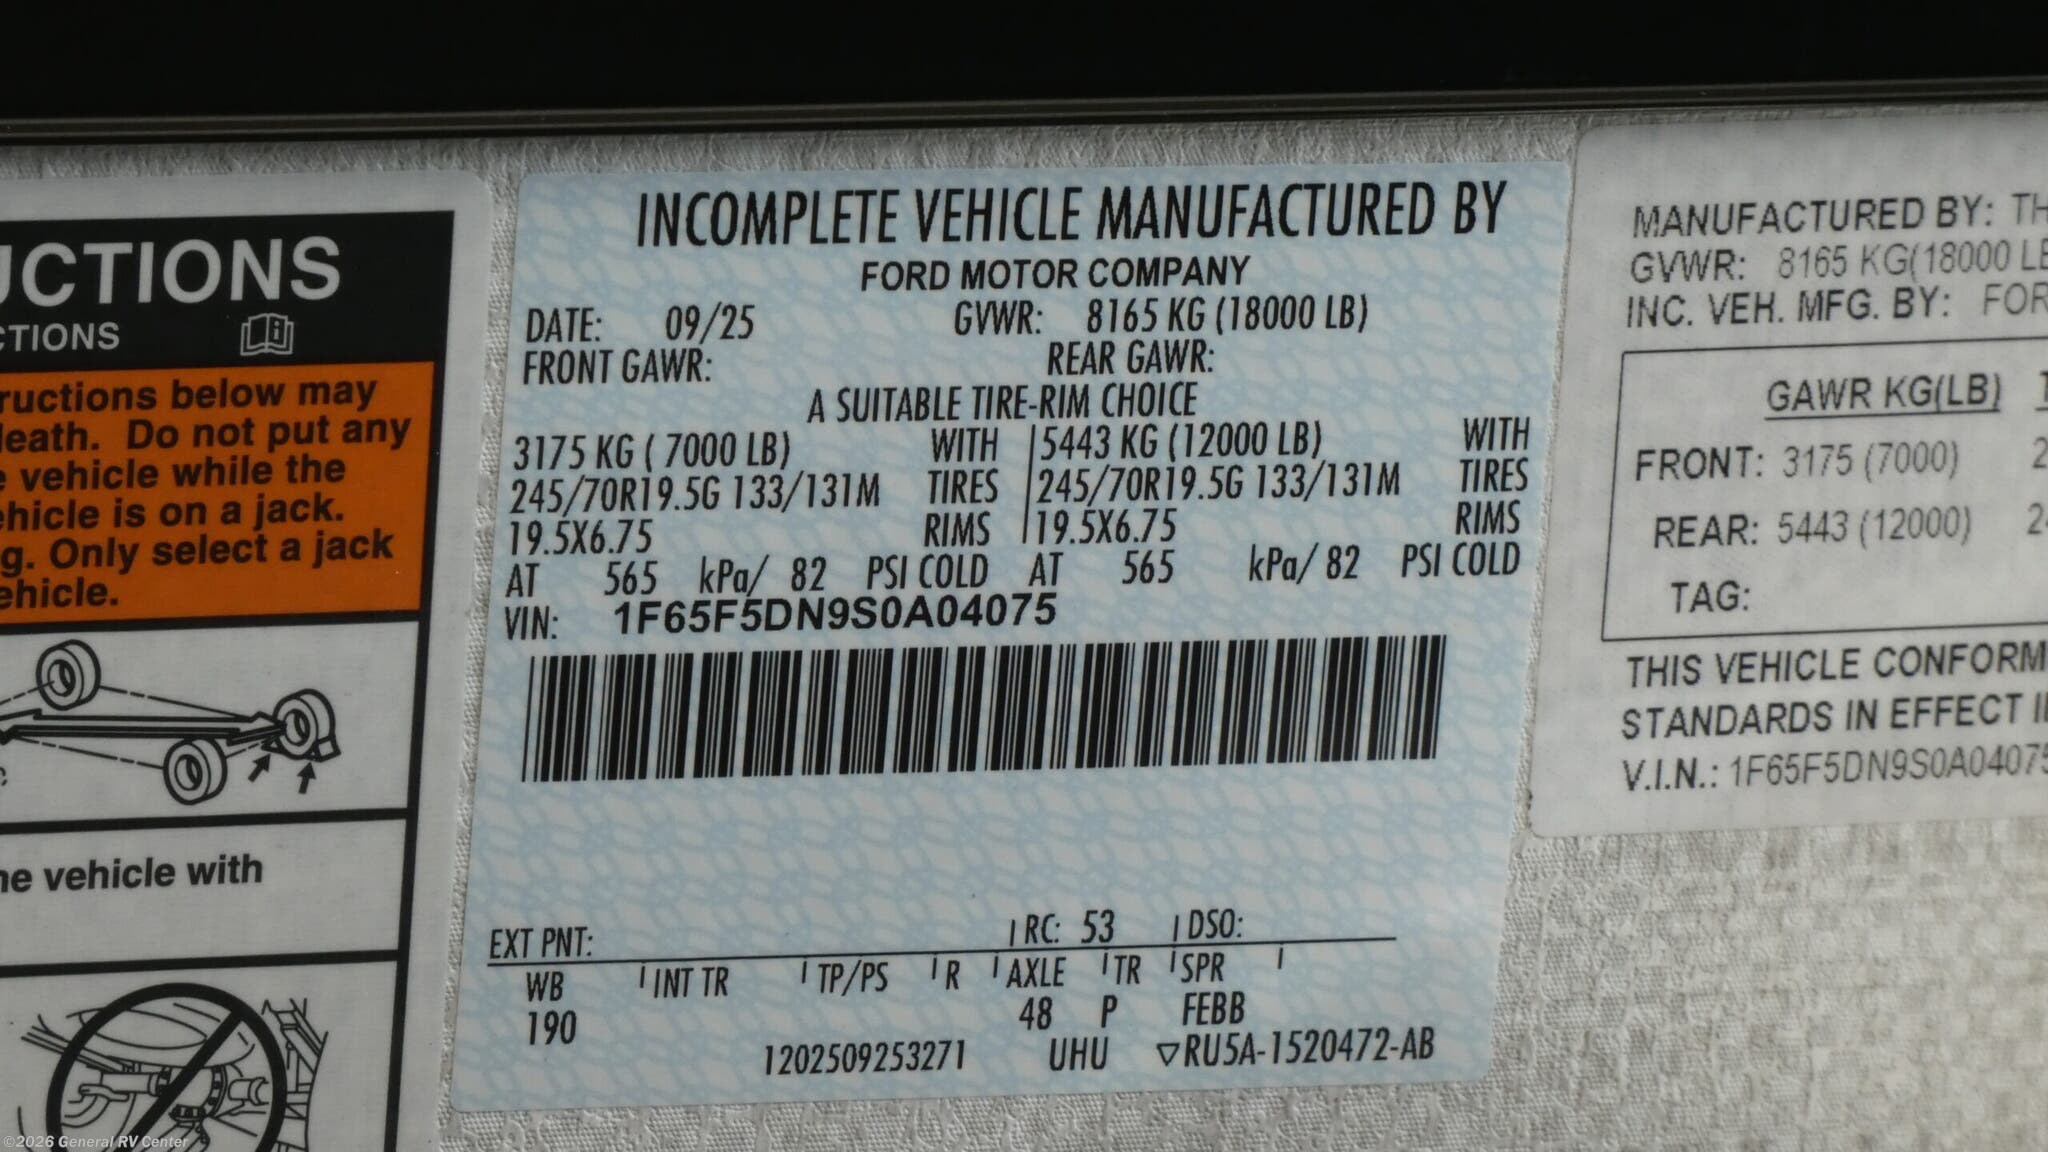 UCTIONS
CTIONS
ructions below may
death. Do not put any
e vehicle while the
ehicle is on a jack.
g. Only select a jack
ehicle.
he vehicle with
INCOMPLETE VEHICLE MANUFACTURED BY
FORD MOTOR COMPANY
DATE: 09/25 GVWR: 8165 KG (18000 LB)
FRONT GAWR: REAR GAWR:
A SUITABLE TIRE-RIM CHOICE
3175 KG ( 7000 LB) WITH 5443 KG (12000 LB) WITH
245/70R19.5G 133/131M TIRES 245/70R19.5G 133/131M TIRES
19.5X6.75 RIMS 19.5X6.75 RIMS
AT 565 kPa/ 82 PSI COLD AT 565 kPa/ 82 PSI COLD
VIN: 1F65F5DN9S0A04075
EXT PNT: RC: 53 DSO:
WB INT TR TP/PS R AXLE TR SPR
190 48 P FEBB
1202509253271 UHU ▽RU5A-1520472-AB
MANUFACTURED BY: TH
GVWR: 8165 KG(18000 LB
INC. VEH. MFG. BY: FOR
GAWR KG(LB)
FRONT: 3175 (7000) 2
REAR: 5443 (12000) 24
TAG:
THIS VEHICLE CONFORM
STANDARDS IN EFFECT I
V.I.N.: 1F65F5DN9S0A04075
©2026 General RV Center